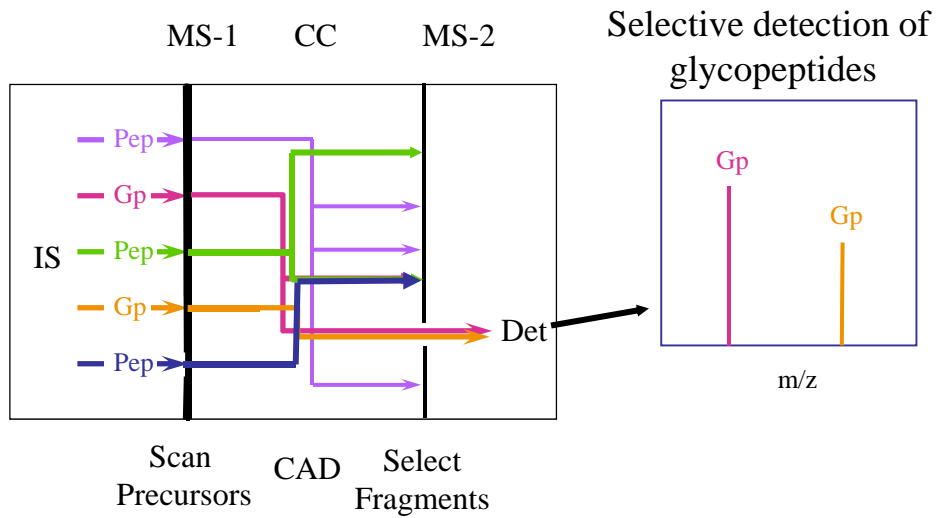 MS-1
CC
MS-2
Selective detection of
glycopeptides
Pep
Gp
Pep
IS
Gp
Pep
Det
Gp
Gp
m/z
Scan
Precursors
CAD
Select
Fragments